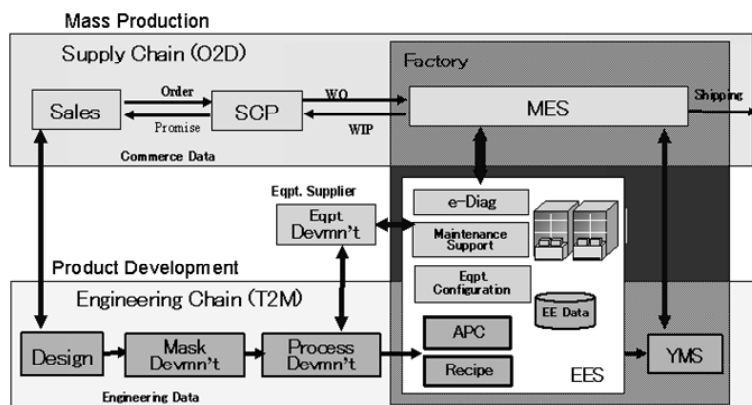 Mass Production
Supply Chain (O2D)
Factory
Sales
Order
Promise
SCP
WO
WIP
MES
Shipping
Commerce Data
Eqpt. Supplier
Eqpt
Devmn't
e-Diag
Maintenance
Support
Eqpt.
Configuration
EE Data
Product Development
Engineering Chain (T2M)
Design
Mask
Devmn't
Process
Devmn't
APC
Recipe
EES
YMS
Engineering Data